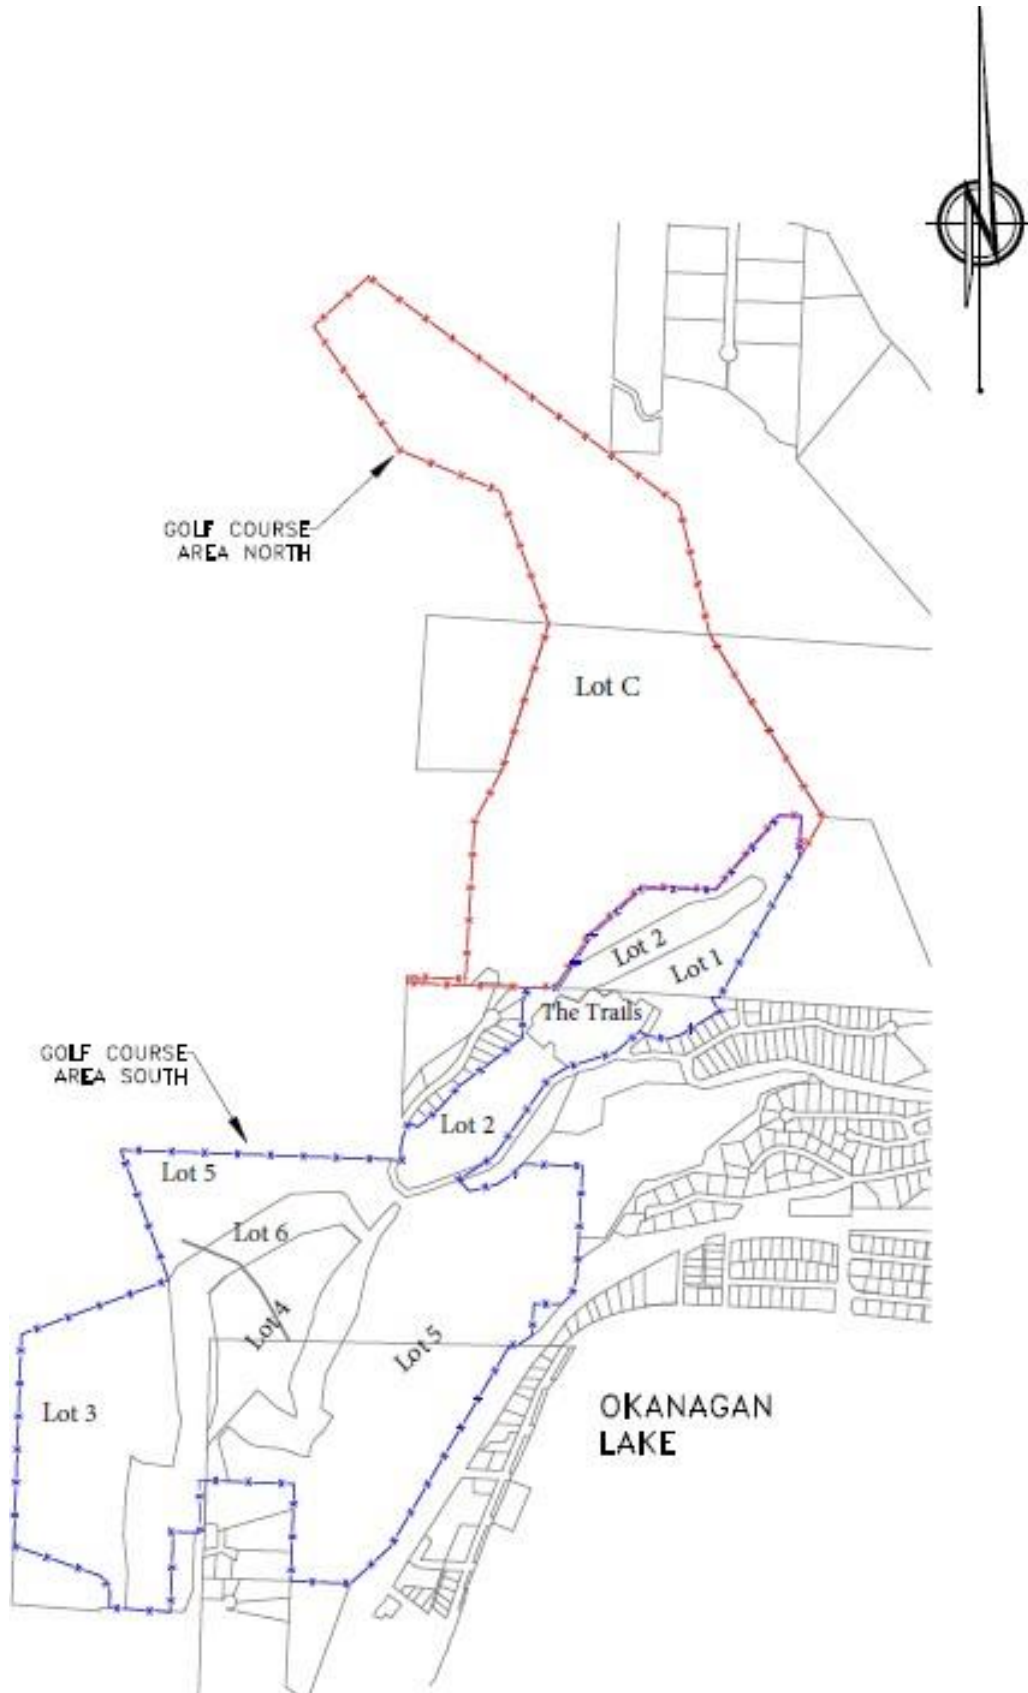 N
GOLF COURSE
AREA NORTH
Lot C
Lot 2
Lot 1
The Trails
GOLF COURSE
AREA SOUTH
Lot 2
Lot 5
Lot 6
Lot 4
Lot 5
Lot 3
OKANAGAN
LAKE